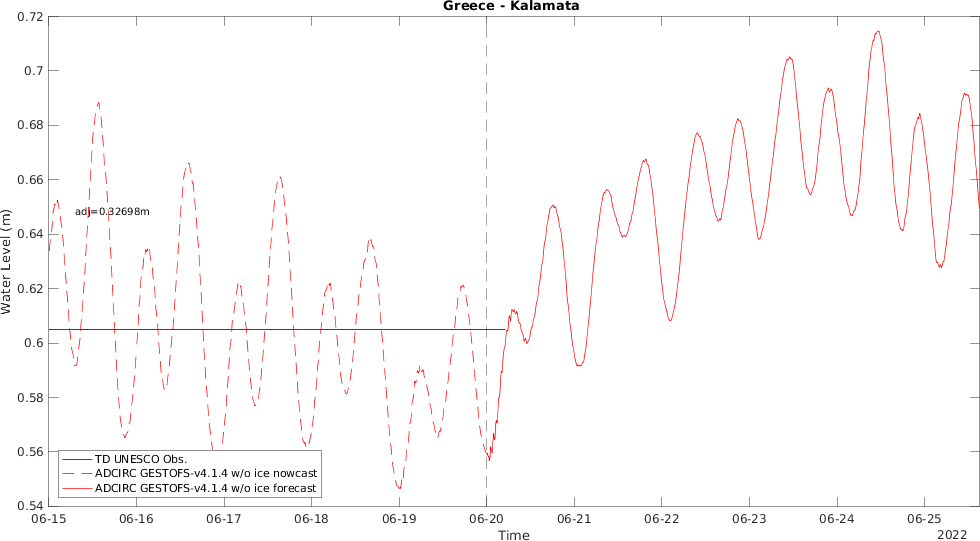 Greece - Kalamata
0.72
0.7
0.68
0.66
0.64
0.62
0.6
0.58
0.56
0.54
Water Level (m)
adj=0.32698m
TD UNESCO Obs.
ADCIRC GESTOFS-v4.1.4 w/o ice nowcast
ADCIRC GESTOFS-v4.1.4 w/o ice forecast
06-15 06-16 06-17 06-18 06-19 06-20 06-21 06-22 06-23 06-24 06-25
Time
2022